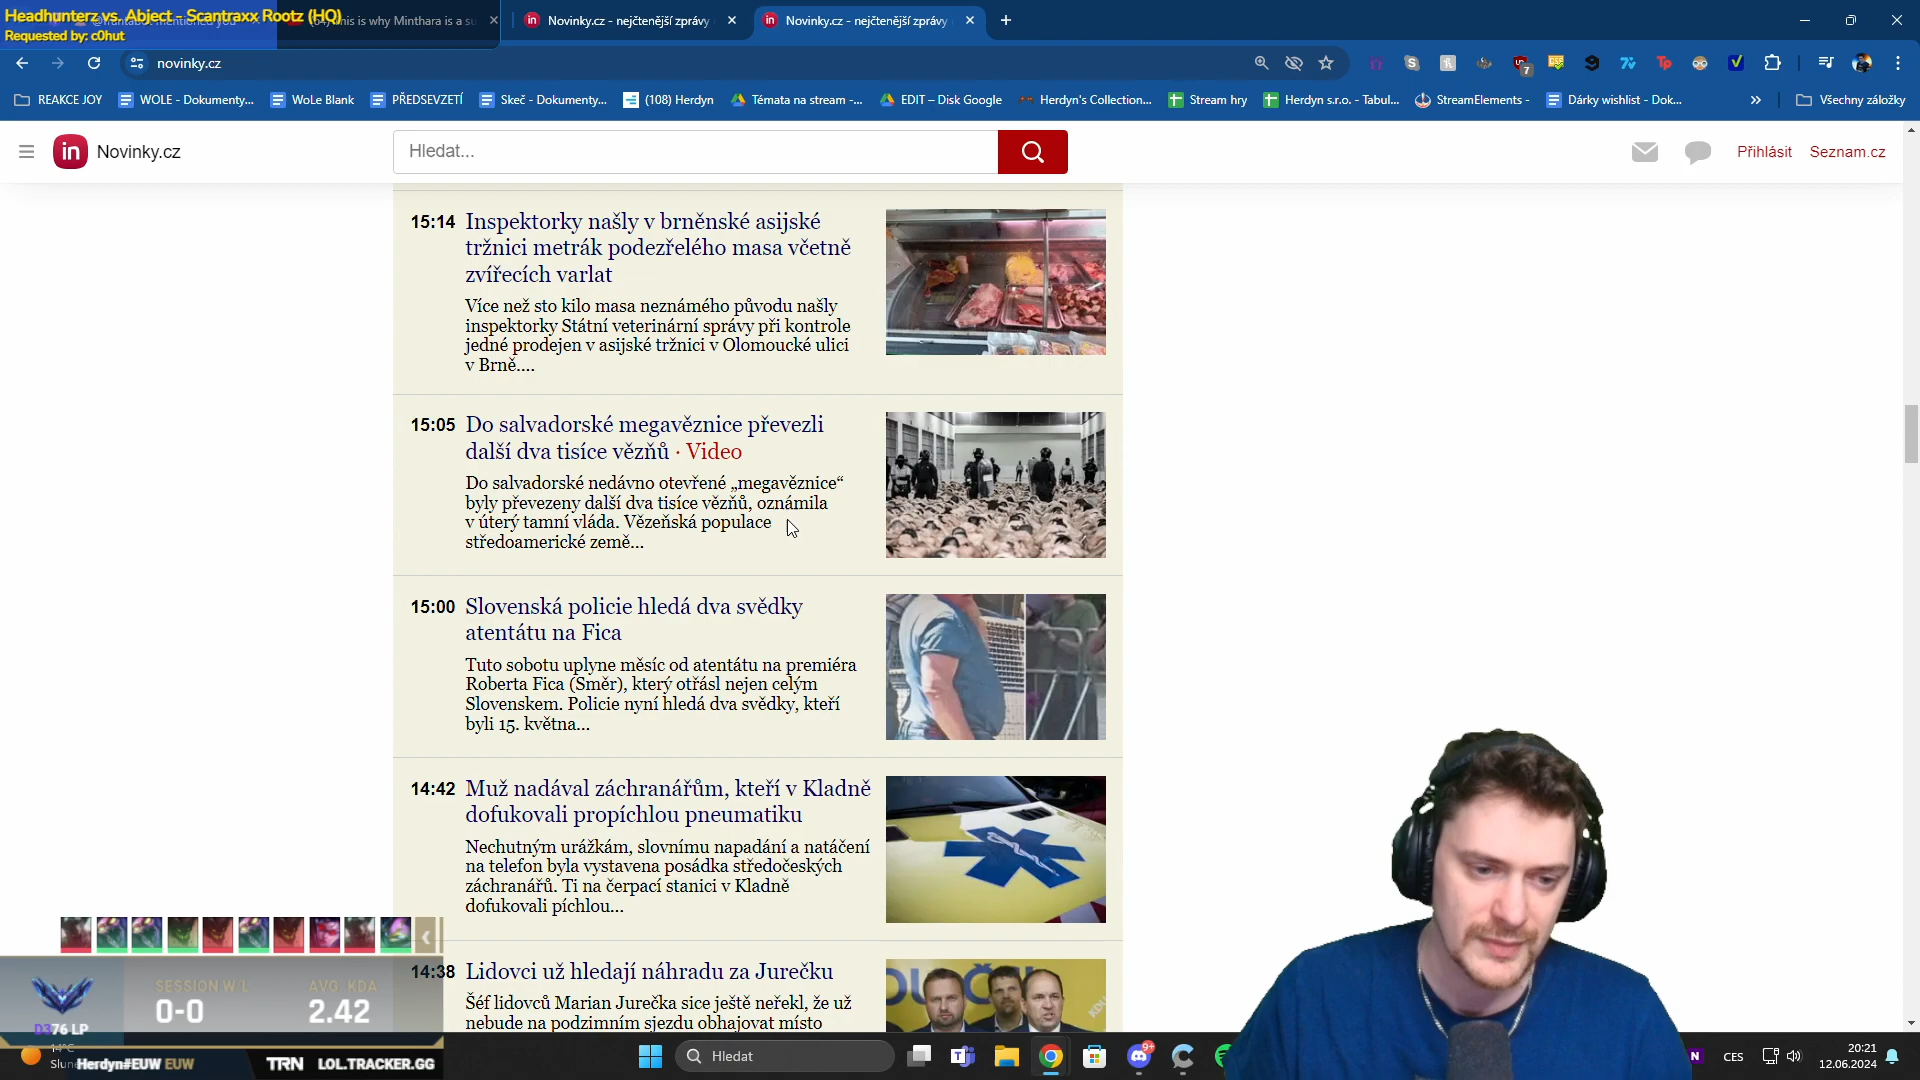 Headhunterz vs. Abject - Scantraxx Rootz (HQ)
Requested by: c0hut
his is why Minthara is a su
Novinky.cz - nejčtenější zprávy
Novinky.cz - nejčtenější zprávy
novinky.cz
REAKCE JOY
WOLE - Dokumenty...
WoLe Blank
PŘEDSEVZETÍ
Skeč - Dokumenty...
(108) Herdyn
Témata na stream -...
EDIT – Disk Google
Herdyn's Collection...
Stream hry
Herdyn s.r.o. - Tabul...
StreamElements -
Dárky wishlist - Dok...
»
Všechny záložky
in Novinky.cz
Hledat...
Přihlásit
Seznam.cz
15:14 Inspektorky našly v brněnské asijské
tržnici metrák podezřelého masa včetně
zvířecích varlat
Více než sto kilo masa neznámého původu našly
inspektorky Státní veterinární správy při kontrole
jedné prodejen v asijské tržnici v Olomoucké ulici
v Brně....
15:05 Do salvadorské megavěznice převezli
další dva tisíce vězňů · Video
Do salvadorské nedávno otevřené „megavěznice“
byly převezeny další dva tisíce vězňů, oznámila
v úterý tamní vláda. Vězeňská populace
středoamerické země...
15:00 Slovenská policie hledá dva svědky
atentátu na Fica
Tuto sobotu uplyne měsíc od atentátu na premiéra
Roberta Fica (Směr), který otřásl nejen celým
Slovenskem. Policie nyní hledá dva svědky, kteří
byli 15. května...
14:42 Muž nadával záchranářům, kteří v Kladně
dofukovali propíchlou pneumatiku
Nechutným urážkám, slovnímu napadání a natáčení
na telefon byla vystavena posádka středočeských
záchranářů. Ti na čerpací stanici v Kladně
dofukovali píchlou...
14:38 Lidovci už hledají náhradu za Jurečku
Šéf lidovců Marian Jurečka sice ještě neřekl, že už
nebude na podzimním sjezdu obhajovat místo
SESSION W/L
0-0
AVG. KDA
2.42
D3 76 LP
14°C
Herdyn#EUW EUW
TRN LOL.TRACKER.GG
Hledat
9+
CES
20:21
12.06.2024